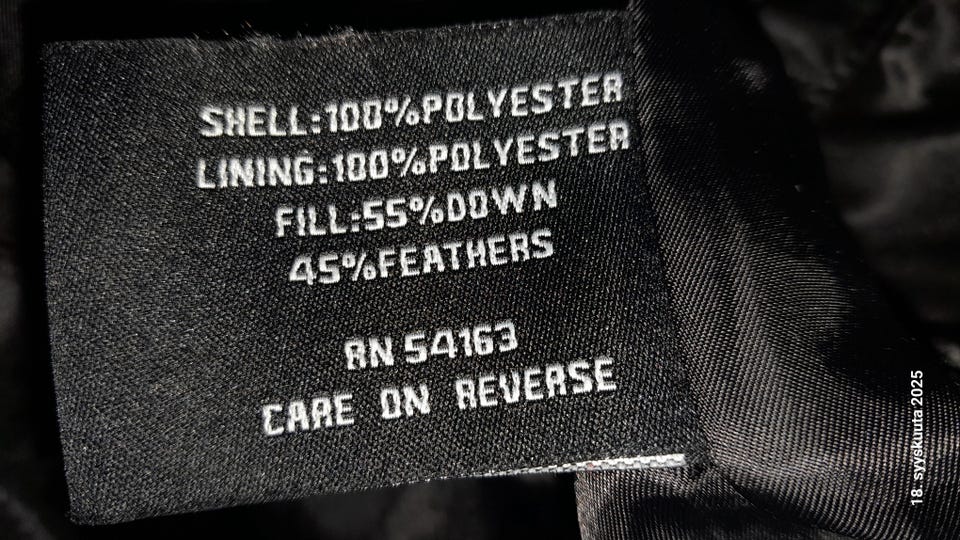 SHELL:100%POLYESTER
LINING:100%POLYESTER
FILL:55%DOWN
45%FEATHERS
RN 54163
CARE ON REVERSE
18. syyskuuta 2025